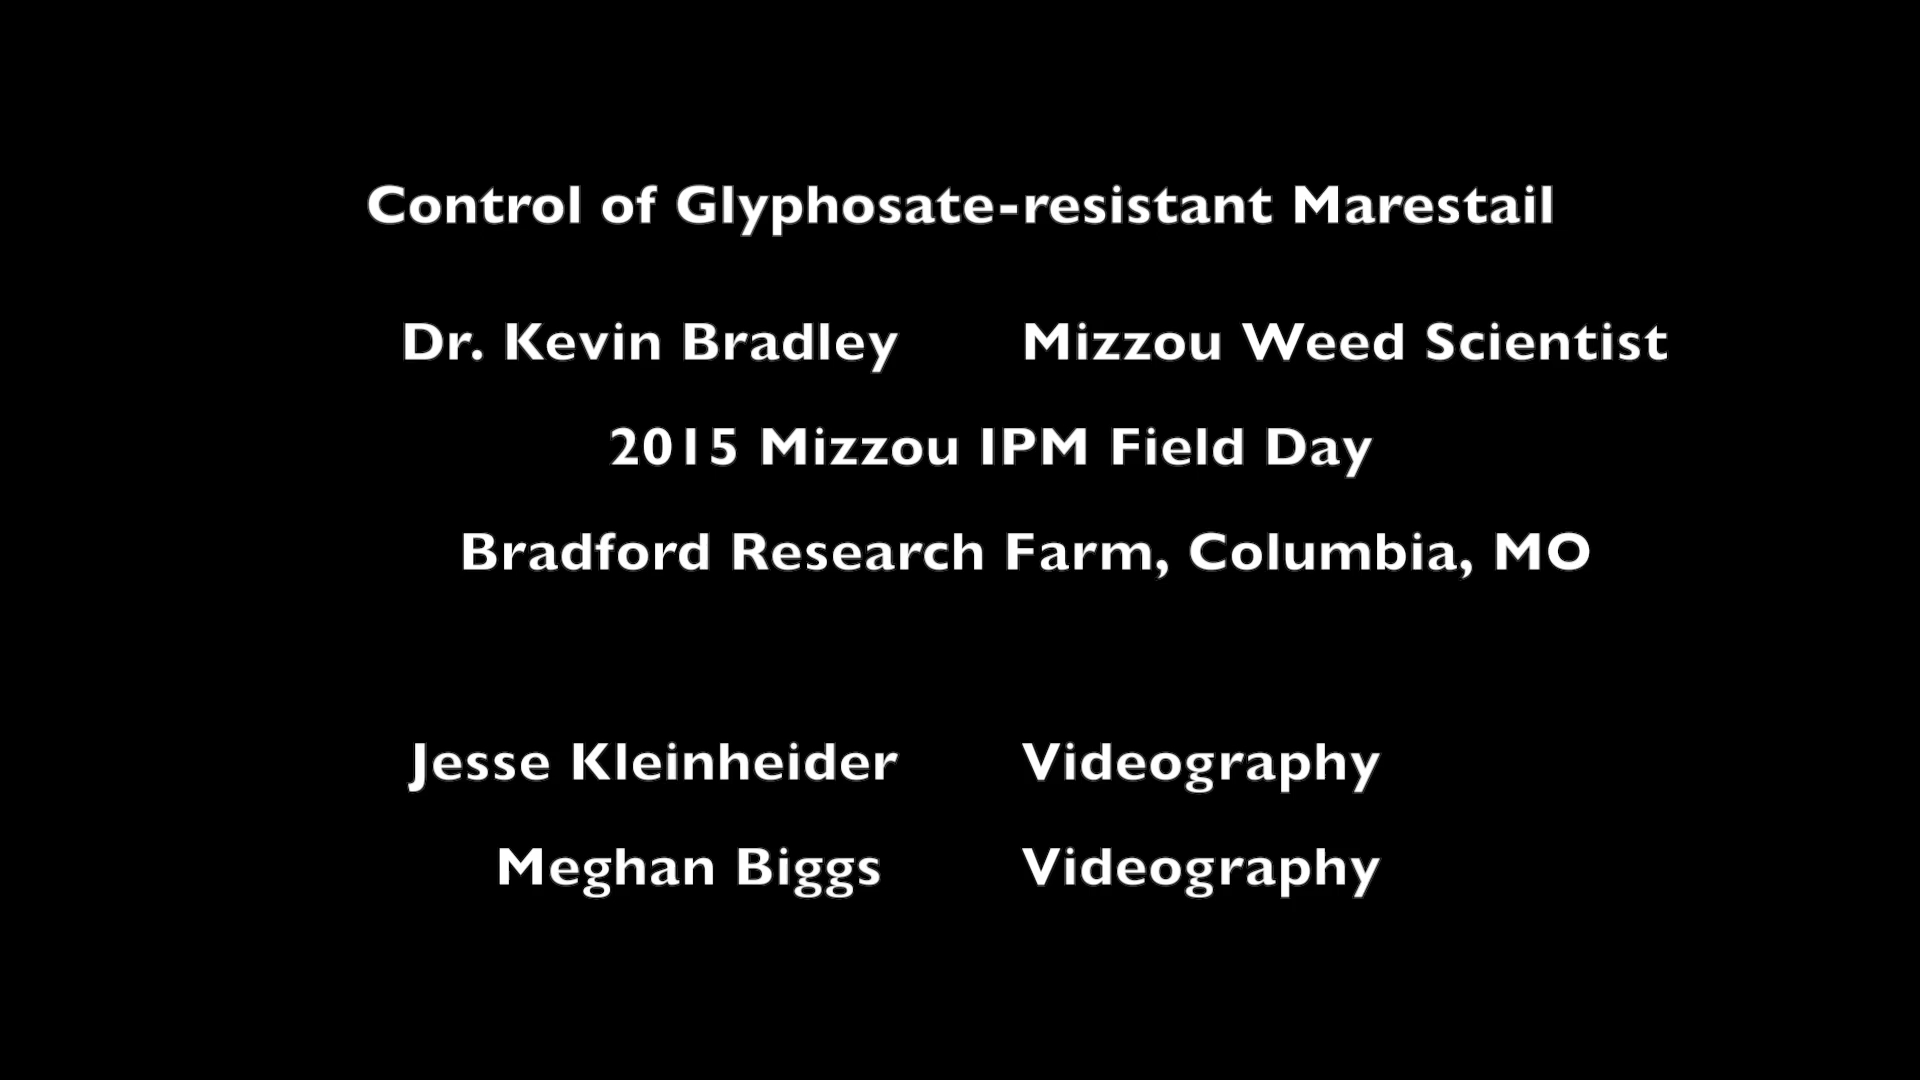 Control of Glyphosate-resistant Marestail
Dr. Kevin Bradley Mizzou Weed Scientist
2015 Mizzou IPM Field Day
Bradford Research Farm, Columbia, MO
Jesse Kleinheider Videography
Meghan Biggs Videography